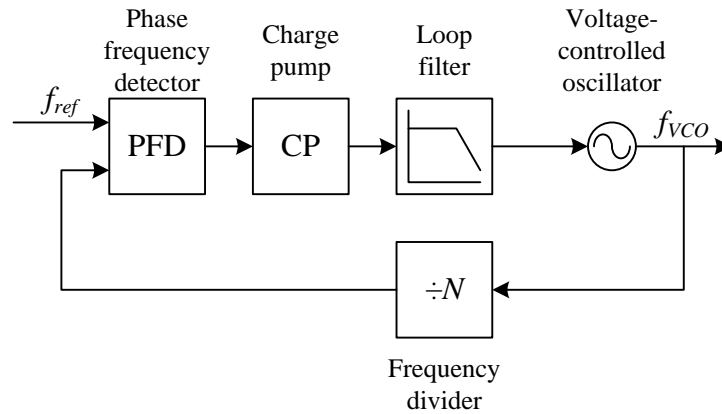 Phase
frequency
detector
Charge
pump
Loop
filter
Voltage-
controlled
oscillator
fref
PFD
CP
fVCO
÷N
Frequency
divider